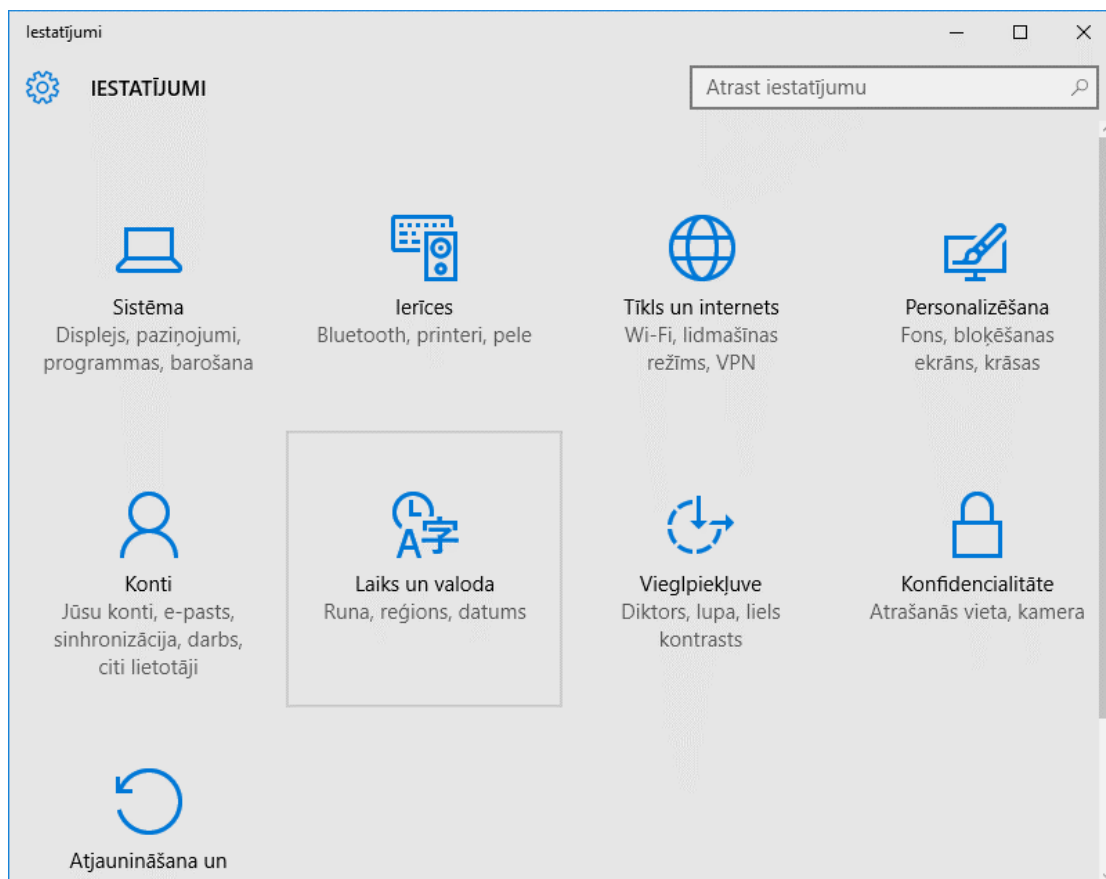 Iestatījumi
IESTATĪJUMI
Atrast iestatījumu
Sistēma
Displejs, paziņojumi,
programmas, barošana
Ierīces
Bluetooth, printeri, pele
Tīkls un internets
Wi-Fi, lidmašīnas
režīms, VPN
Personalizēšana
Fons, bloķēšanas
ekrāns, krāsas
Konti
Jūsu konti, e-pasts,
sinhronizācija, darbs,
citi lietotāji
Laiks un valoda
Runa, reģions, datums
Vieglpiekļuve
Diktors, lupa, liels
kontrasts
Konfidencialitāte
Atrašanās vieta, kamera
Atjaunināšana un